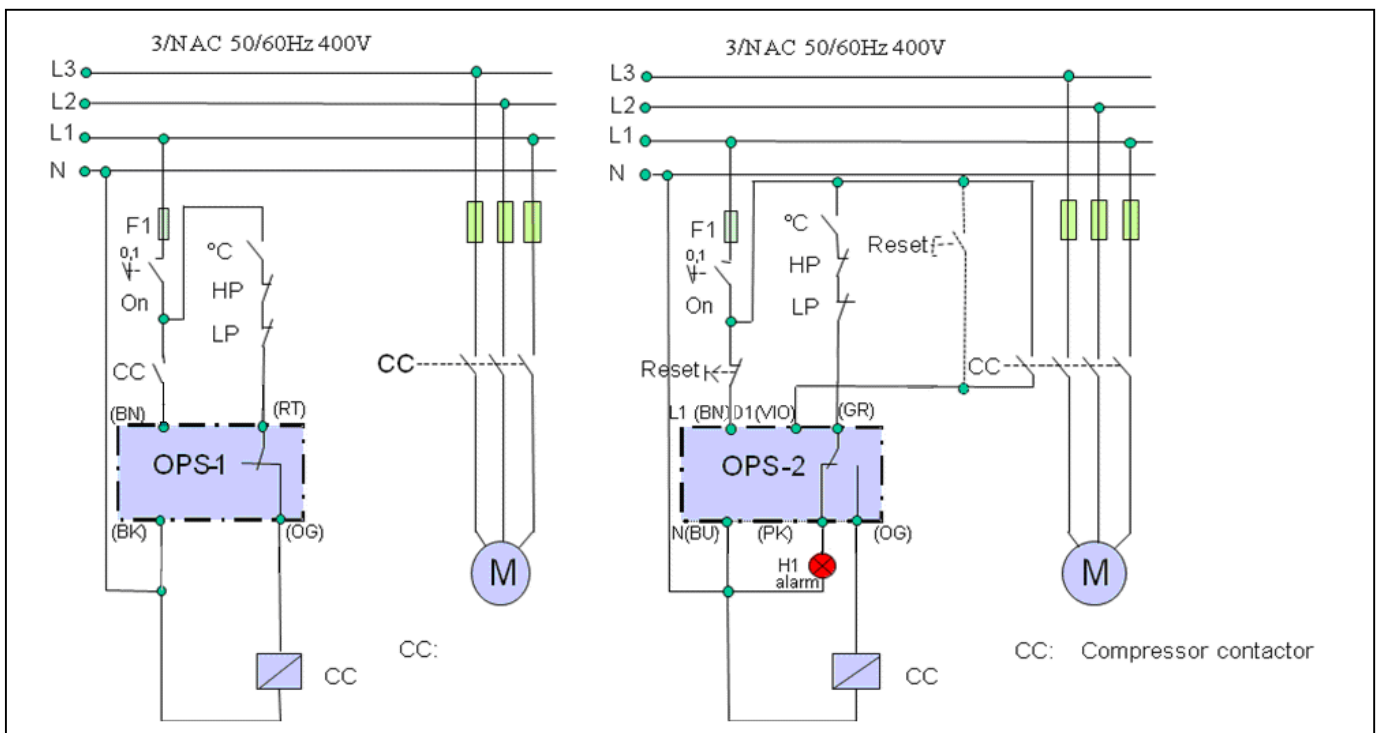 3/NAC 50/60Hz 400V
L3
L2
L1
N
F1
0,1
On
°C
HP
LP
CC
CC
(BN)
(RT)
OPS-1
(BK)
(OG)
M
CC:
CC
3/NAC 50/60Hz 400V
L3
L2
L1
N
F1
0,1
On
°C
HP
LP
Reset
Reset
CC
L1 (BN) D1(VIO)
(GR)
OPS-2
N(BU)
(PK)
(OG)
H1
alarm
M
CC: Compressor contactor
CC